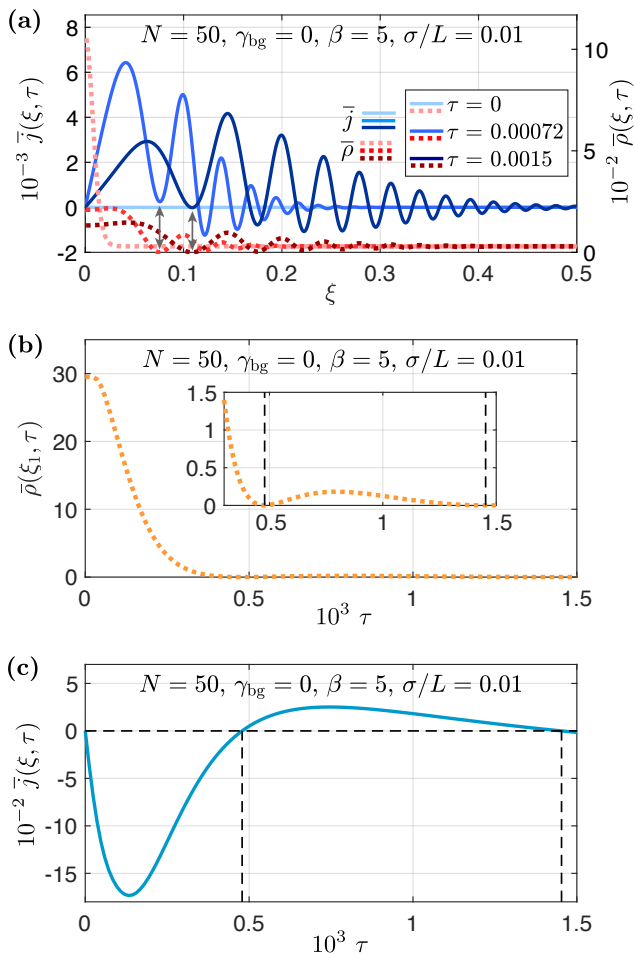 (a)
N = 50, γbg = 0, β = 5, σ/L = 0.01
8
6
4
2
0
-2
10⁻³ j̄(ξ, τ)
10
5
0
10⁻² ρ̄(ξ, τ)
j̄
ρ̄
τ = 0
τ = 0.00072
τ = 0.0015
0 0.1 0.2 0.3 0.4 0.5
ξ
(b)
N = 50, γbg = 0, β = 5, σ/L = 0.01
30
20
10
0
ρ̄(ξ₁, τ)
1.5
1
0.5
0
0.5 1 1.5
0 0.5 1 1.5
10³ τ
(c)
N = 50, γbg = 0, β = 5, σ/L = 0.01
5
0
-5
-10
-15
10⁻² j̄(ξ, τ)
0 0.5 1 1.5
10³ τ